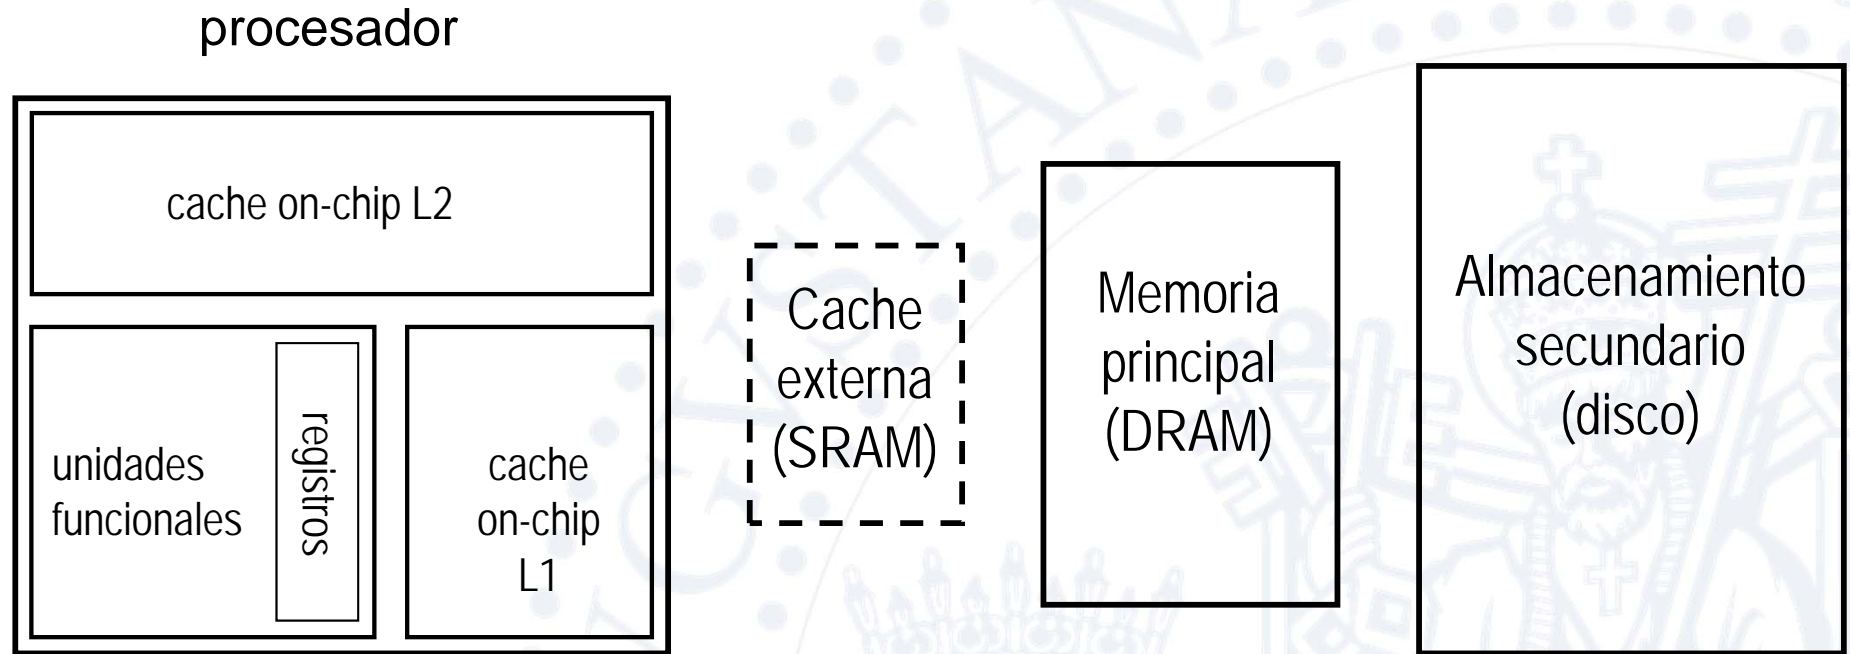 procesador
cache on-chip L2
unidades
funcionales
registros
cache
on-chip
L1
Cache
externa
(SRAM)
Memoria
principal
(DRAM)
Almacenamiento
secundario
(disco)